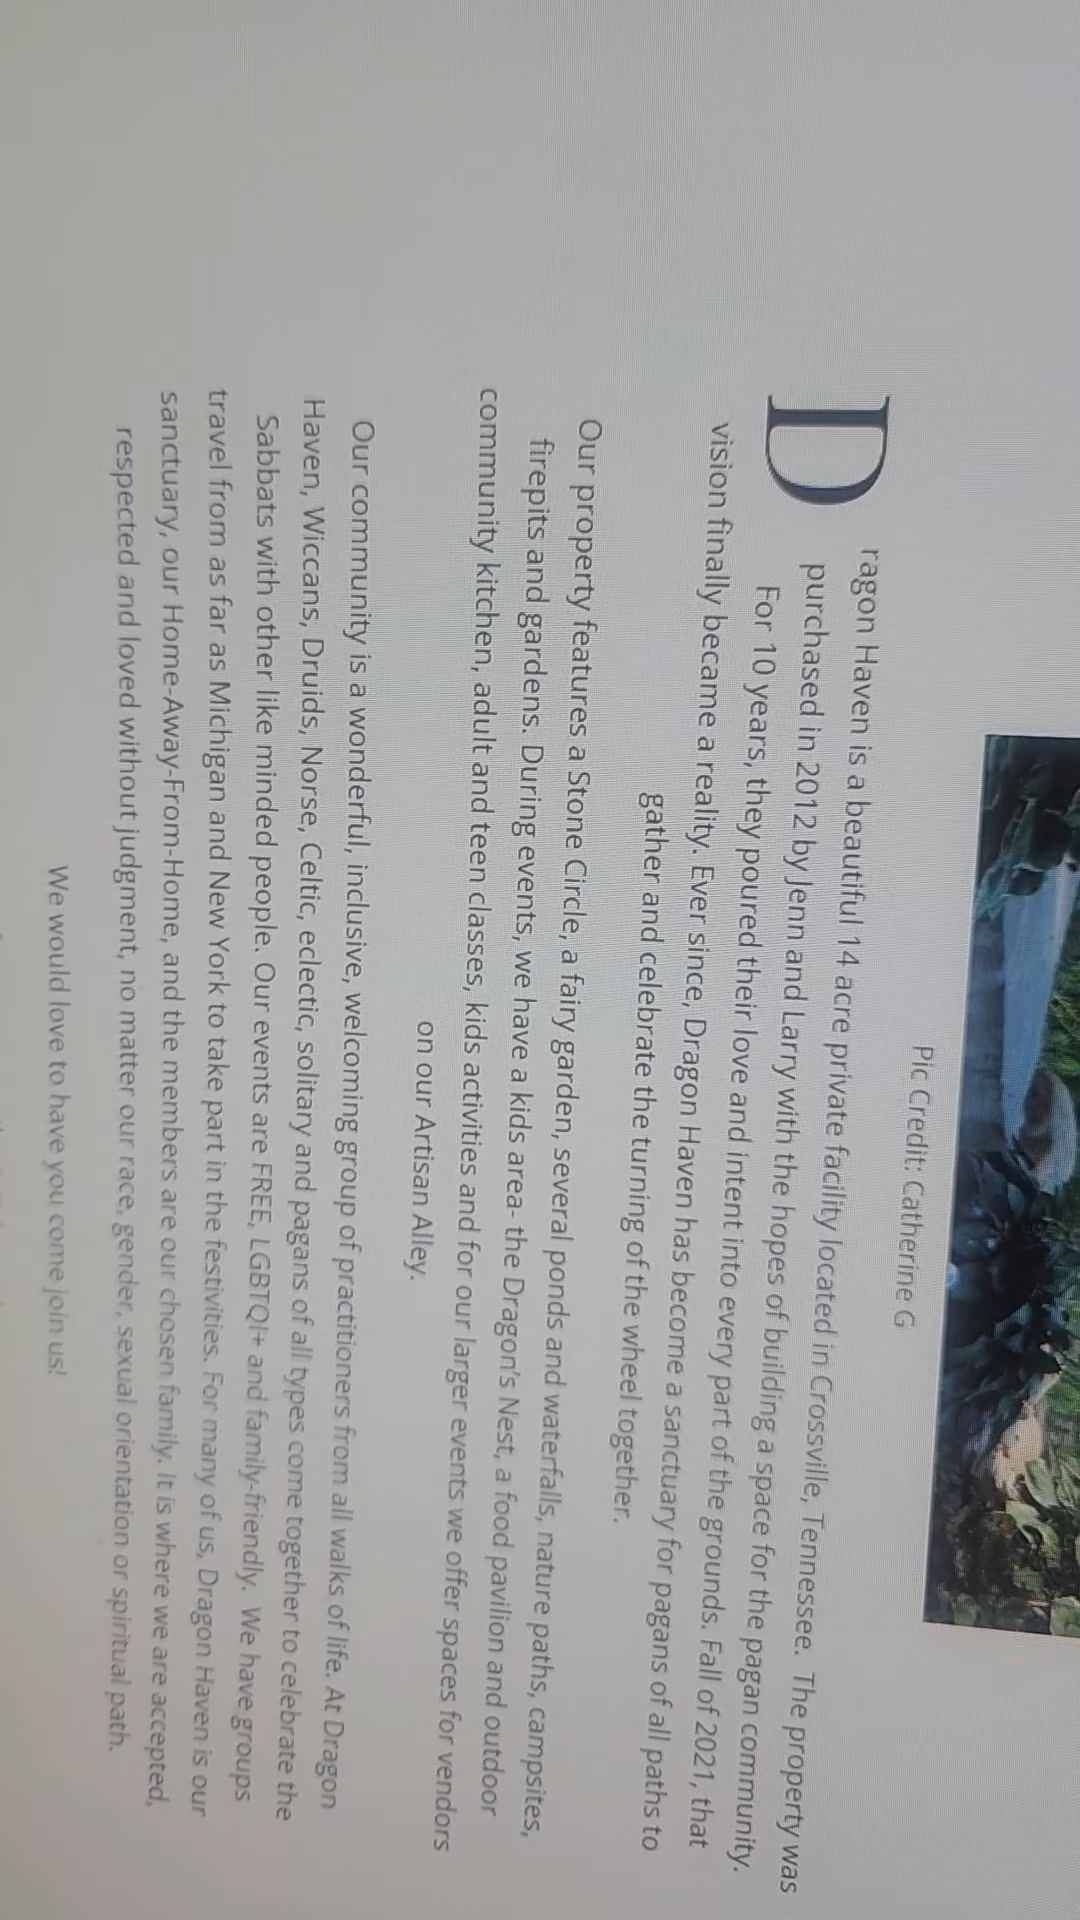 Pic Credit: Catherine G
Dragon Haven is a beautiful 14 acre private facility located in Crossville, Tennessee. The property was
purchased in 2012 by Jenn and Larry with the hopes of building a space for the pagan community.
For 10 years, they poured their love and intent into every part of the grounds. Fall of 2021, that
vision finally became a reality. Ever since, Dragon Haven has become a sanctuary for pagans of all paths to
gather and celebrate the turning of the wheel together.
Our property features a Stone Circle, a fairy garden, several ponds and waterfalls, nature paths, campsites,
firepits and gardens. During events, we have a kids area- the Dragon's Nest, a food pavilion and outdoor
community kitchen, adult and teen classes, kids activities and for our larger events we offer spaces for vendors
on our Artisan Alley.
Our community is a wonderful, inclusive, welcoming group of practitioners from all walks of life. At Dragon
Haven, Wiccans, Druids, Norse, Celtic, eclectic, solitary and pagans of all types come together to celebrate the
Sabbats with other like minded people. Our events are FREE, LGBTQI+ and family-friendly. We have groups
travel from as far as Michigan and New York to take part in the festivities. For many of us, Dragon Haven is our
sanctuary, our Home-Away-From-Home, and the members are our chosen family. It is where we are accepted,
respected and loved without judgment, no matter our race, gender, sexual orientation or spiritual path.
We would love to have you come join us!